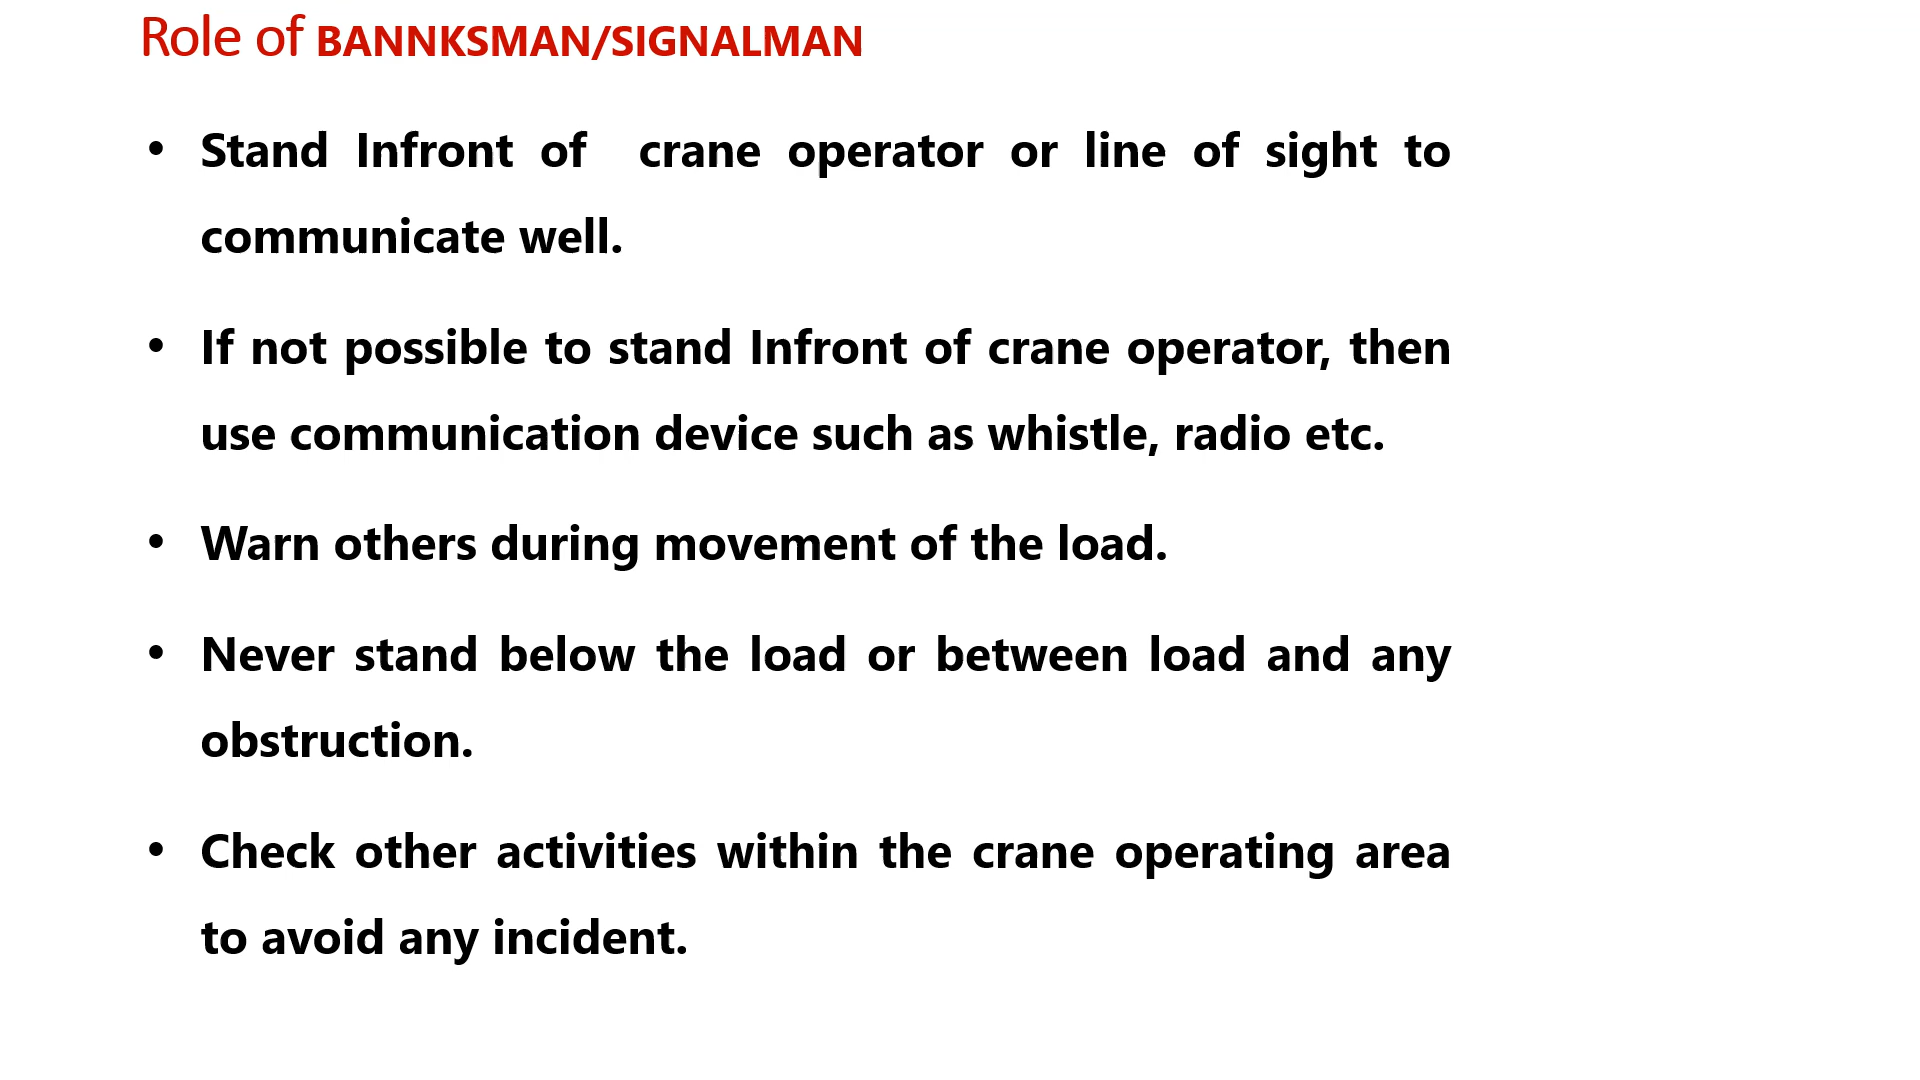 Role of BANNKSMAN/SIGNALMAN
• Stand Infront of crane operator or line of sight to
communicate well.
• If not possible to stand Infront of crane operator, then
use communication device such as whistle, radio etc.
• Warn others during movement of the load.
• Never stand below the load or between load and any
obstruction.
• Check other activities within the crane operating area
to avoid any incident.